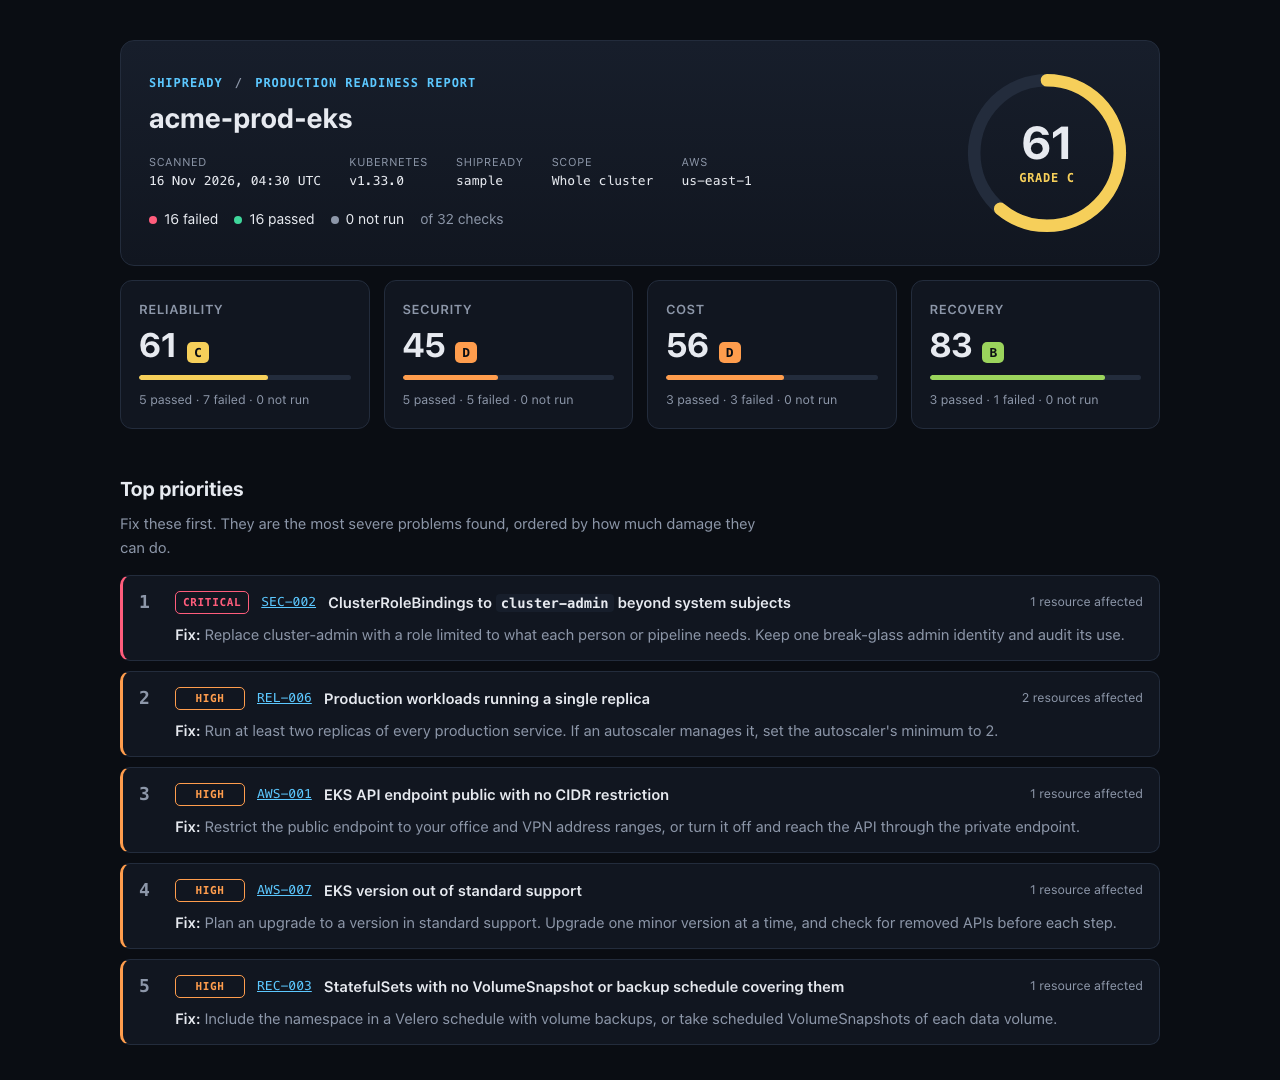 SHIPREADY / PRODUCTION READINESS REPORT
acme-prod-eks
SCANNED KUBERNETES SHIPREADY SCOPE AWS
16 Nov 2026, 04:30 UTC v1.33.0 sample Whole cluster us-east-1
16 failed 16 passed 0 not run of 32 checks
61
GRADE C
RELIABILITY
61 C
5 passed · 7 failed · 0 not run
SECURITY
45 D
5 passed · 5 failed · 0 not run
COST
56 D
3 passed · 3 failed · 0 not run
RECOVERY
83 B
3 passed · 1 failed · 0 not run
Top priorities
Fix these first. They are the most severe problems found, ordered by how much damage they
can do.
1 CRITICAL SEC-002 ClusterRoleBindings to cluster-admin beyond system subjects 1 resource affected
Fix: Replace cluster-admin with a role limited to what each person or pipeline needs. Keep one break-glass admin identity and audit its use.
2 HIGH REL-006 Production workloads running a single replica 2 resources affected
Fix: Run at least two replicas of every production service. If an autoscaler manages it, set the autoscaler's minimum to 2.
3 HIGH AWS-001 EKS API endpoint public with no CIDR restriction 1 resource affected
Fix: Restrict the public endpoint to your office and VPN address ranges, or turn it off and reach the API through the private endpoint.
4 HIGH AWS-007 EKS version out of standard support 1 resource affected
Fix: Plan an upgrade to a version in standard support. Upgrade one minor version at a time, and check for removed APIs before each step.
5 HIGH REC-003 StatefulSets with no VolumeSnapshot or backup schedule covering them 1 resource affected
Fix: Include the namespace in a Velero schedule with volume backups, or take scheduled VolumeSnapshots of each data volume.